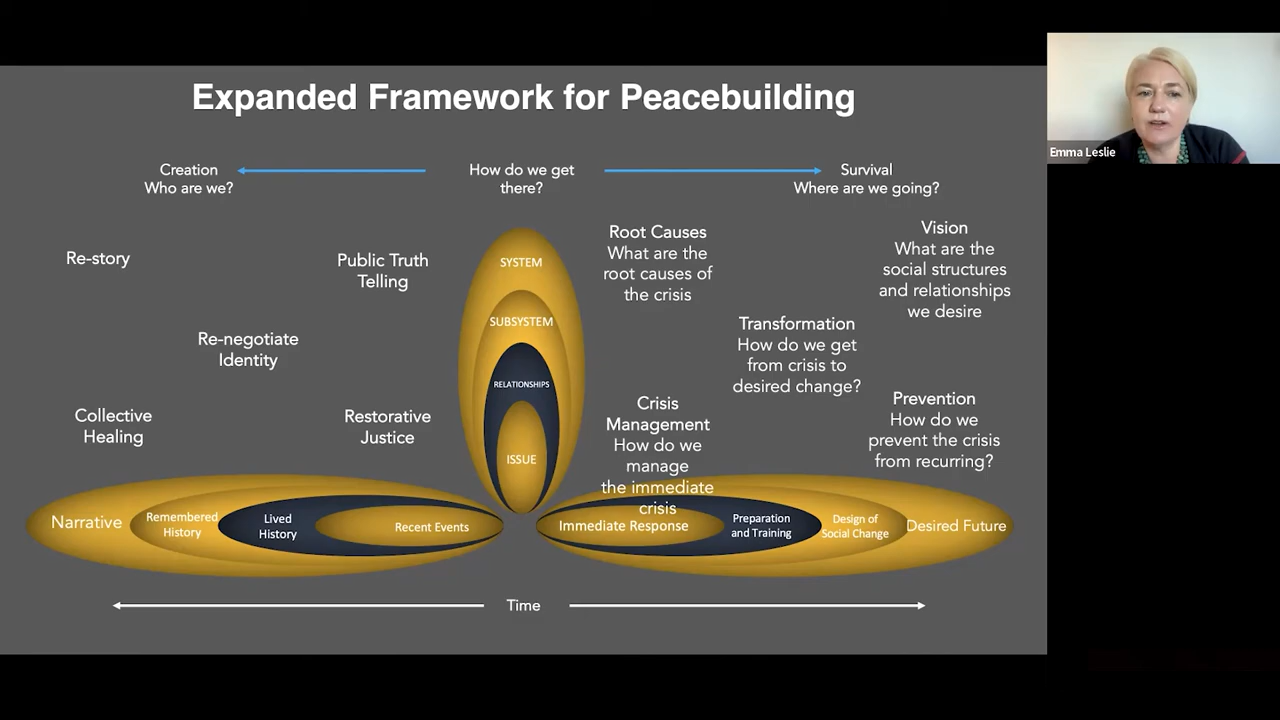 Expanded Framework for Peacebuilding
Emma Leslie
Creation
Who are we?
How do we get
there?
Survival
Where are we going?
Re-story
Public Truth
Telling
Re-negotiate
Identity
Collective
Healing
Restorative
Justice
SYSTEM
SUBSYSTEM
RELATIONSHIPS
ISSUE
Root Causes
What are the
root causes of
the crisis
Vision
What are the
social structures
and relationships
we desire
Transformation
How do we get
from crisis to
desired change?
Crisis
Management
How do we
manage
the immediate
crisis
Prevention
How do we
prevent the crisis
from recurring?
Narrative
Remembered
History
Lived
History
Recent Events
Immediate Response
Preparation
and Training
Design of
Social Change
Desired Future
Time